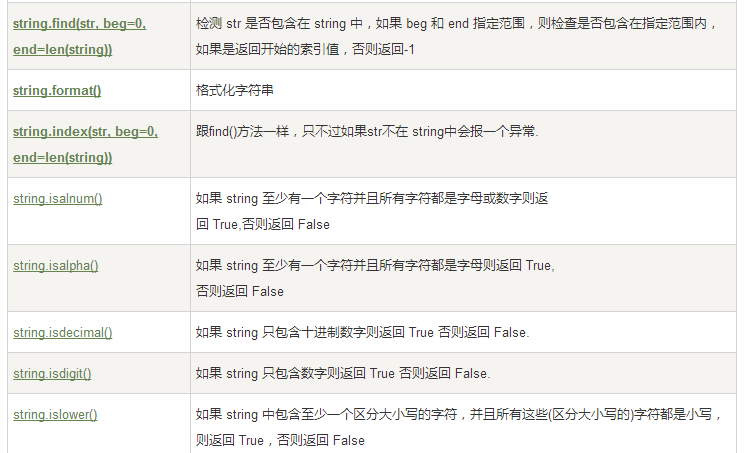 string.find(str, beg=0,
end=len(string))
检测 str 是否包含在 string 中，如果 beg 和 end 指定范围，则检查是否包含在指定范围内，
如果是返回开始的索引值，否则返回-1
string.format()
格式化字符串
string.index(str, beg=0,
end=len(string))
跟find()方法一样，只不过如果str不在 string中会报一个异常.
string.isalnum()
如果 string 至少有一个字符并且所有字符都是字母或数字则返
回 True,否则返回 False
string.isalpha()
如果 string 至少有一个字符并且所有字符都是字母则返回 True,
否则返回 False
string.isdecimal()
如果 string 只包含十进制数字则返回 True 否则返回 False.
string.isdigit()
如果 string 只包含数字则返回 True 否则返回 False.
string.islower()
如果 string 中包含至少一个区分大小写的字符，并且所有这些(区分大小写的)字符都是小写，
则返回 True，否则返回 False